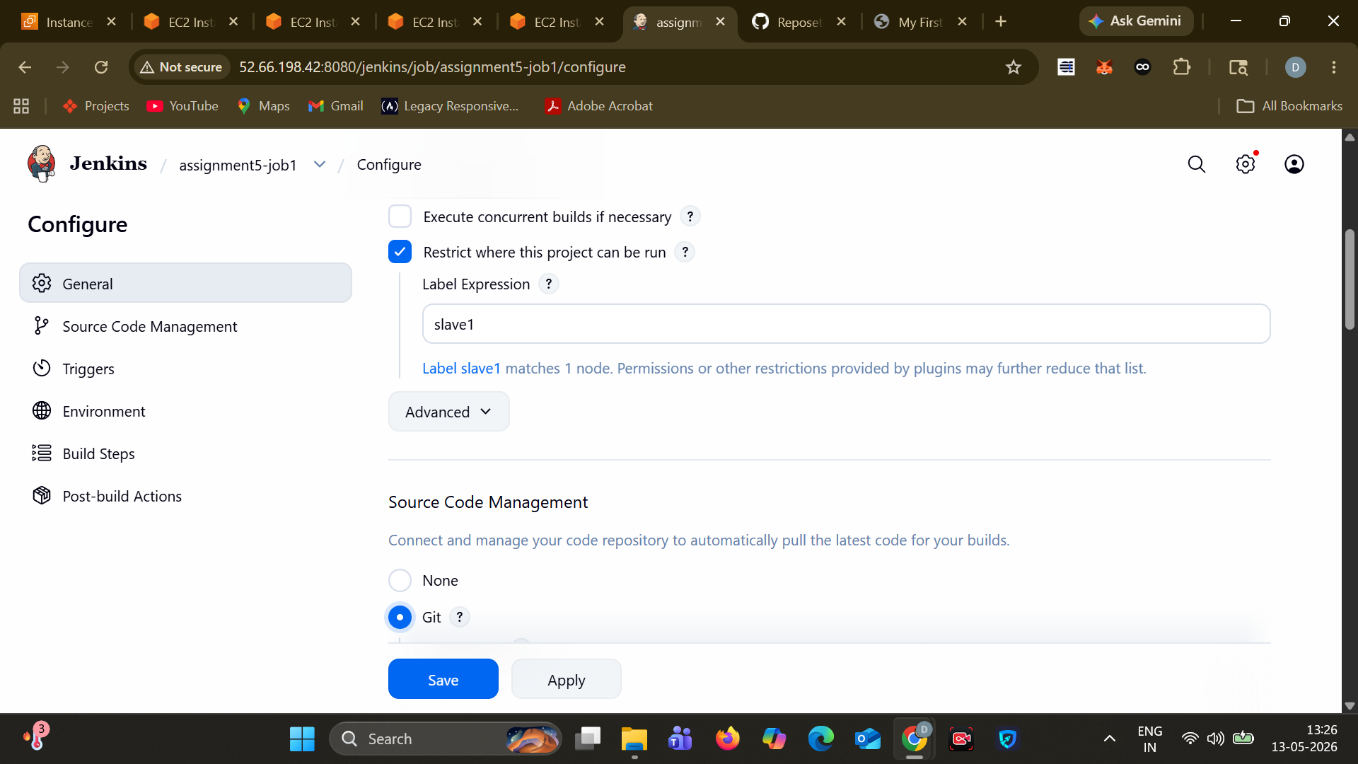 Instance
EC2 Inst
EC2 Inst
EC2 Inst
EC2 Inst
assignm
Reposet
My First
Ask Gemini
Not secure 52.66.198.42:8080/jenkins/job/assignment5-job1/configure
D
Projects YouTube Maps Gmail Legacy Responsive... Adobe Acrobat All Bookmarks
Jenkins / assignment5-job1 / Configure
Configure
General
Source Code Management
Triggers
Environment
Build Steps
Post-build Actions
Execute concurrent builds if necessary ?
Restrict where this project can be run ?
Label Expression ?
slave1
Label slave1 matches 1 node. Permissions or other restrictions provided by plugins may further reduce that list.
Advanced
Source Code Management
Connect and manage your code repository to automatically pull the latest code for your builds.
None
Git ?
Save Apply
3
Search
D
ENG
IN
13:26
13-05-2026